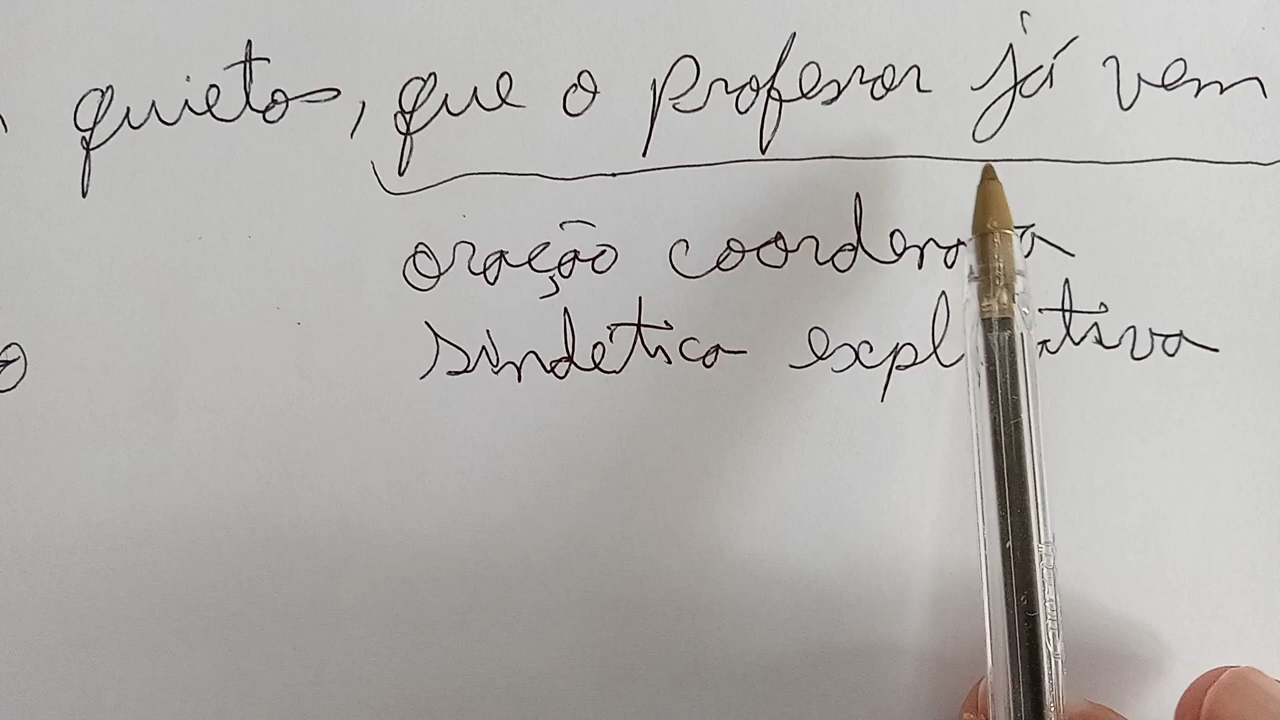 quietos, que o professor já vem
oração coordenada
sindética explicativa